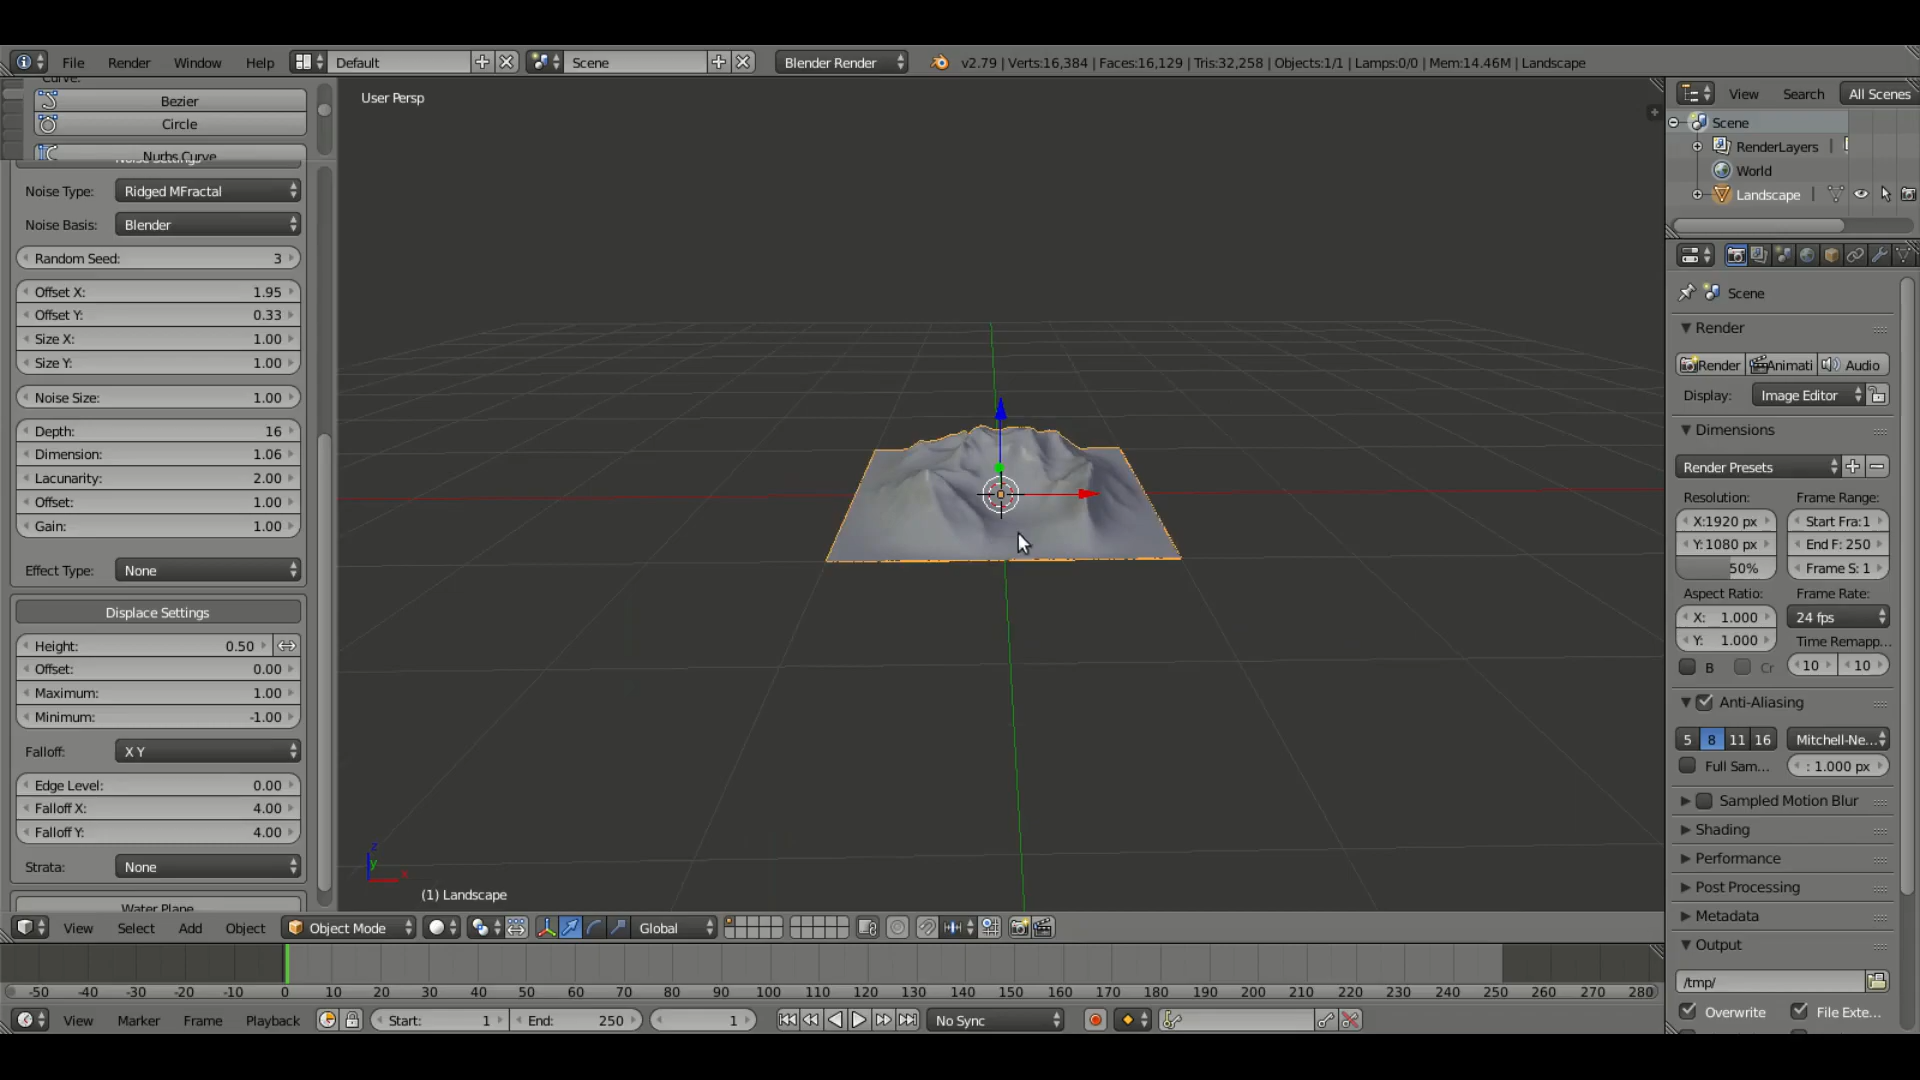 File Render Window Help Default Scene Blender Render v2.79 | Verts:16,384 | Faces:16,129 | Tris:32,258 | Objects:1/1 | Lamps:0/0 | Mem:14.46M | Landscape
Curve:
Bezier
Circle
Nurbs Curve
Noise Settings
Noise Type: Ridged MFractal
Noise Basis: Blender
Random Seed: 3
Offset X: 1.95
Offset Y: 0.33
Size X: 1.00
Size Y: 1.00
Noise Size: 1.00
Depth: 16
Dimension: 1.06
Lacunarity: 2.00
Offset: 1.00
Gain: 1.00
Effect Type: None
Displace Settings
Height: 0.50
Offset: 0.00
Maximum: 1.00
Minimum: -1.00
Falloff: X Y
Edge Level: 0.00
Falloff X: 4.00
Falloff Y: 4.00
Strata: None
Water Plane
User Persp
z
y
x
(1) Landscape
View Select Add Object Object Mode Global
View Search All Scenes
Scene
RenderLayers |
World
Landscape |
Scene
Render
Render Animati Audio
Display: Image Editor
Dimensions
Render Presets
Resolution: Frame Range:
X:1920 px Start Fra:1
Y: 1080 px End F: 250
50% Frame S: 1
Aspect Ratio: Frame Rate:
X: 1.000 24 fps
Y: 1.000 Time Remapp...
B Cr 10 10
Anti-Aliasing
5 8 11 16 Mitchell-Ne...
Full Sam... : 1.000 px
Sampled Motion Blur
Shading
Performance
Post Processing
Metadata
Output
/tmp/
Overwrite File Exte...
-50 -40 -30 -20 -10 0 10 20 30 40 50 60 70 80 90 100 110 120 130 140 150 160 170 180 190 200 210 220 230 240 250 260 270 280
View Marker Frame Playback Start: 1 End: 250 1 No Sync